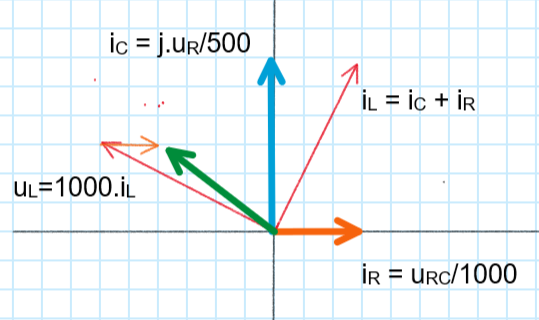 iC = j.uR/500
iL = iC + iR
uL=1000.iL
iR = uRC/1000